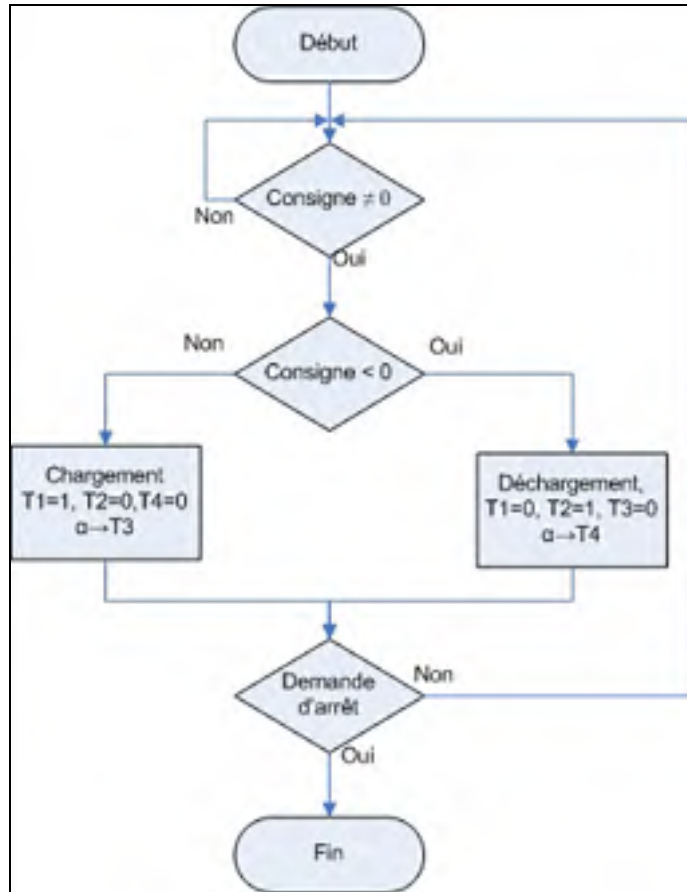 Début
Consigne ≠ 0
Non
Oui
Non
Oui
Consigne < 0
Chargement
T1=1, T2=0,T4=0
α→T3
Déchargement,
T1=0, T2=1, T3=0
α→T4
Demande
d'arrêt
Non
Oui
Fin